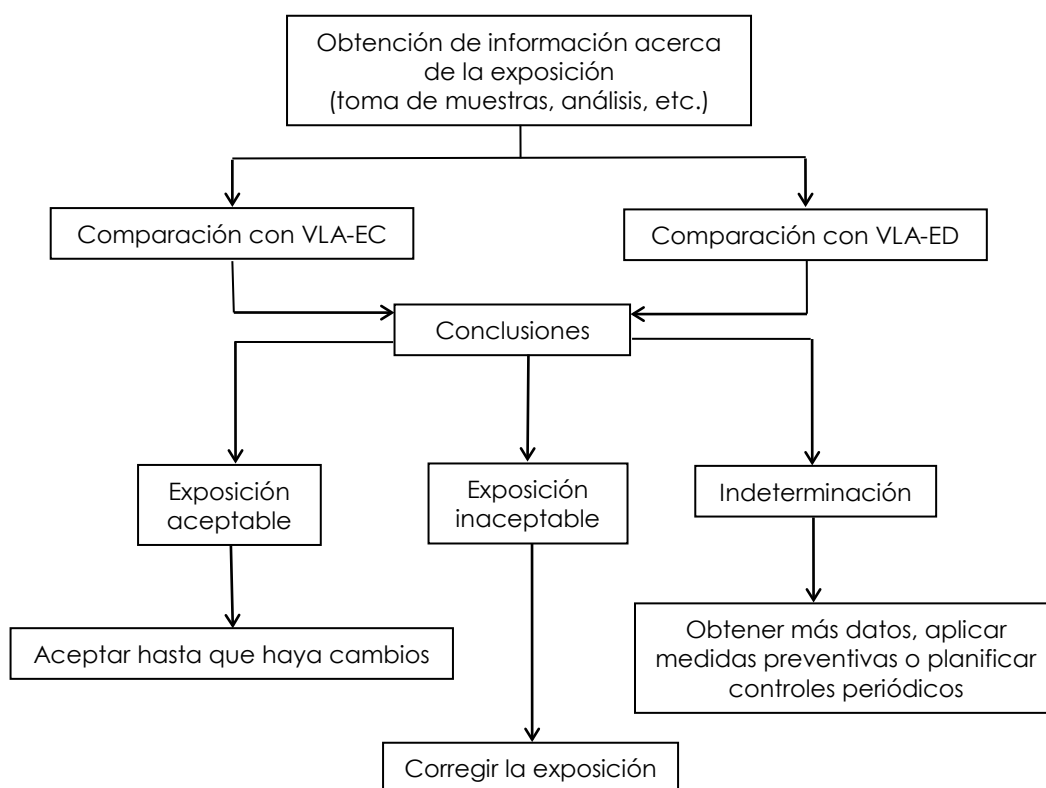 Obtención de información acerca
de la exposición
(toma de muestras, análisis, etc.)
Comparación con VLA-EC
Comparación con VLA-ED
Conclusiones
Exposición
aceptable
Exposición
inaceptable
Indeterminación
Aceptar hasta que haya cambios
Obtener más datos, aplicar
medidas preventivas o planificar
controles periódicos
Corregir la exposición